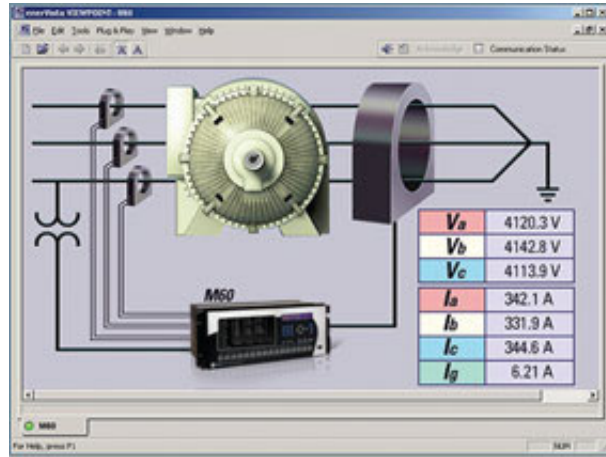 enerVista VIEWPOINT - M60
File Edit Tools Plug & Play View Window Help
Acknowledge Communication Status
M60
Va 4120.3 V
Vb 4142.8 V
Vc 4113.9 V
Ia 342.1 A
Ib 331.9 A
Ic 344.6 A
Ig 6.21 A
M60
For Help, press F1
NUM